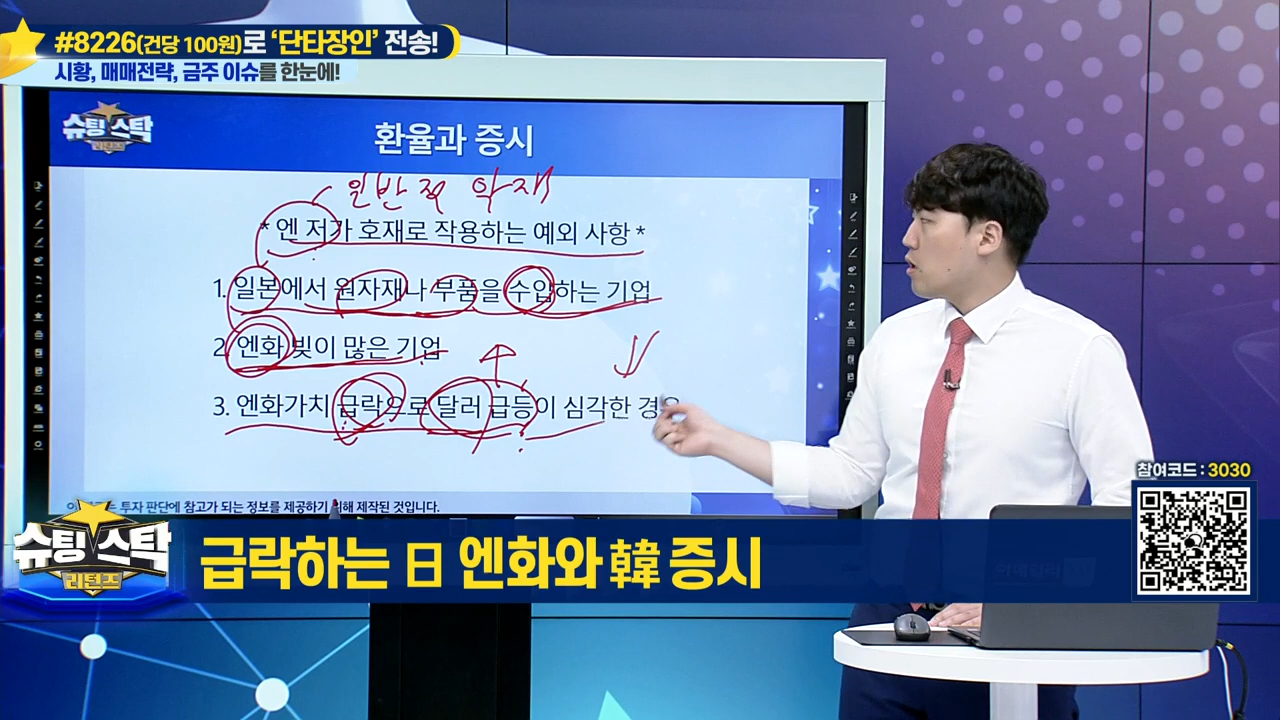 #8226(건당 100원)로 '단타장인' 전송!
시황, 매매전략, 금주 이슈를 한눈에!
슈팅 스탁
환율과 증시
일반적 악재
* 엔 저가 호재로 작용하는 예외 사항 *
1. 일본에서 원자재나 부품을 수입하는 기업
2. 엔화 빚이 많은 기업
3. 엔화가치 급락으로 달러 급등이 심각한 경우
투자 판단에 참고가 되는 정보를 제공하기 위해 제작된 것입니다.
참여코드 : 3030
슈팅 스탁
리턴즈
급락하는 日 엔화와 韓 증시